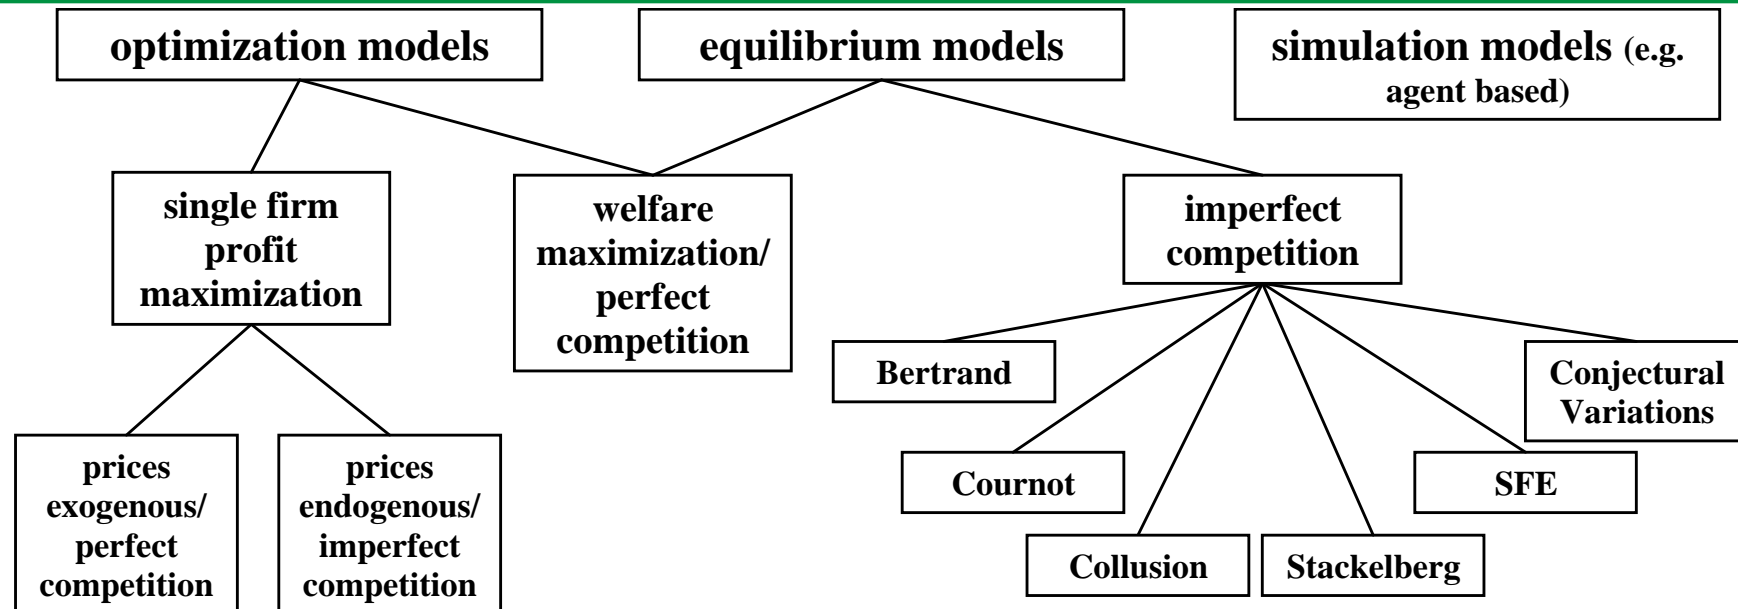 optimization models
equilibrium models
simulation models (e.g.
agent based)
single firm
profit
maximization
welfare
maximization/
perfect
competition
imperfect
competition
Bertrand
Conjectural
Variations
Cournot
SFE
Collusion
Stackelberg
prices
exogenous/
perfect
competition
prices
endogenous/
imperfect
competition